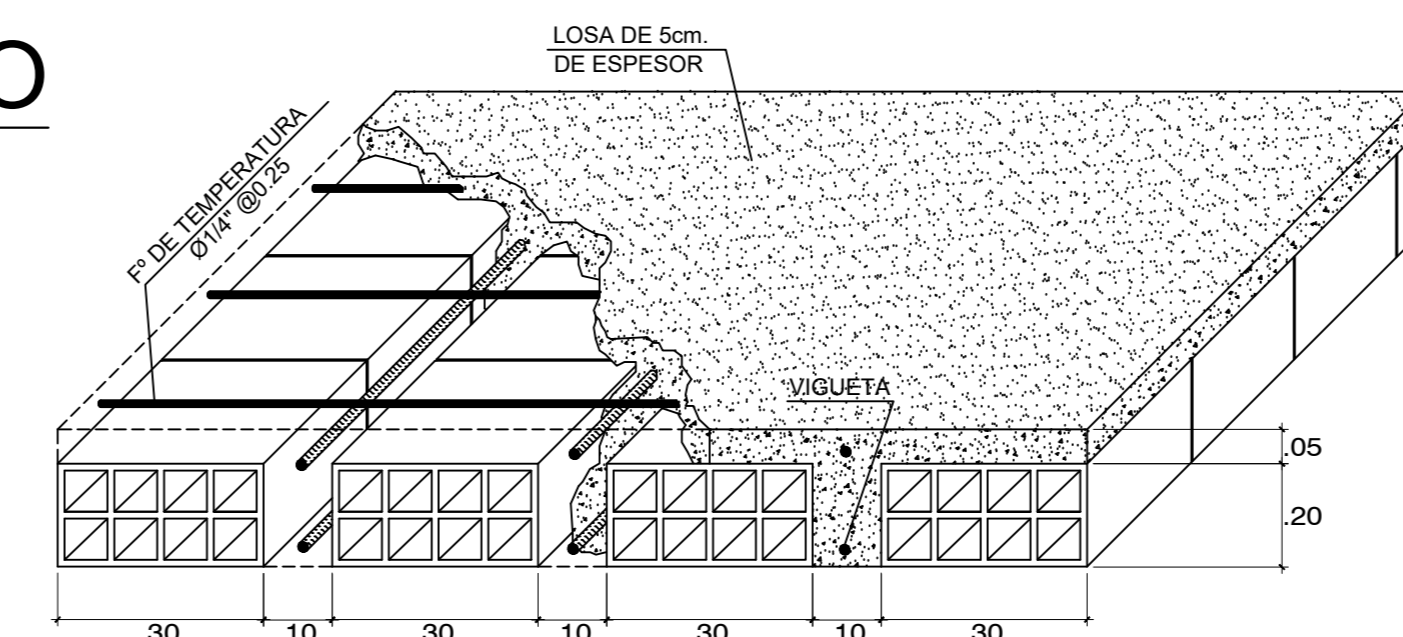 O
LOSA DE 5cm.
DE ESPESOR
Fº DE TEMPERATURA
Ø1/4" @0.25
VIGUETA
.05
.20
30 10 30 10 30 10 30